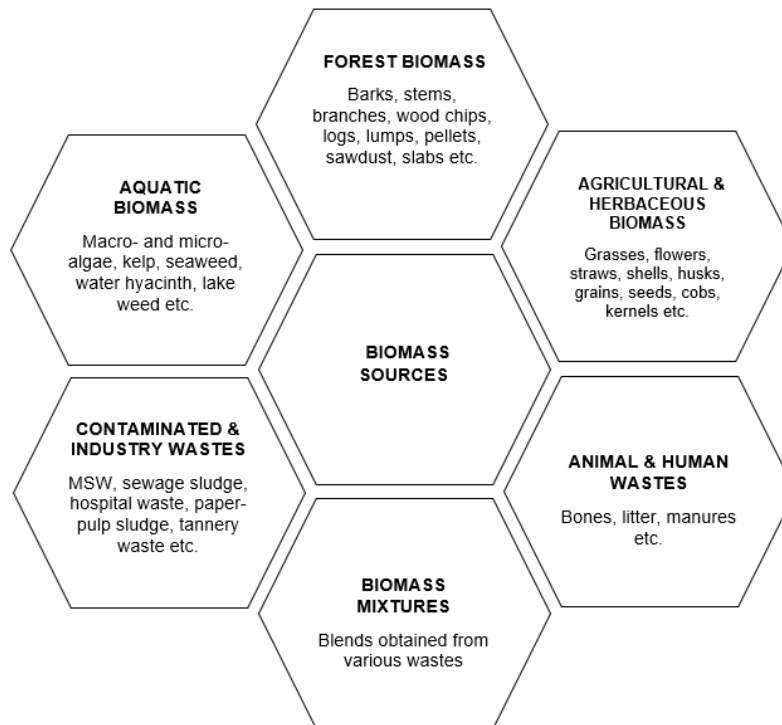 FOREST BIOMASS
Barks, stems,
branches, wood chips,
logs, lumps, pellets,
sawdust, slabs etc.
AQUATIC
BIOMASS
Macro- and micro-
algae, kelp, seaweed,
water hyacinth, lake
weed etc.
AGRICULTURAL &
HERBACEOUS
BIOMASS
Grasses, flowers,
straws, shells, husks,
grains, seeds, cobs,
kernels etc.
BIOMASS
SOURCES
CONTAMINATED &
INDUSTRY WASTES
MSW, sewage sludge,
hospital waste, paper-
pulp sludge, tannery
waste etc.
ANIMAL & HUMAN
WASTES
Bones, litter, manures
etc.
BIOMASS
MIXTURES
Blends obtained from
various wastes